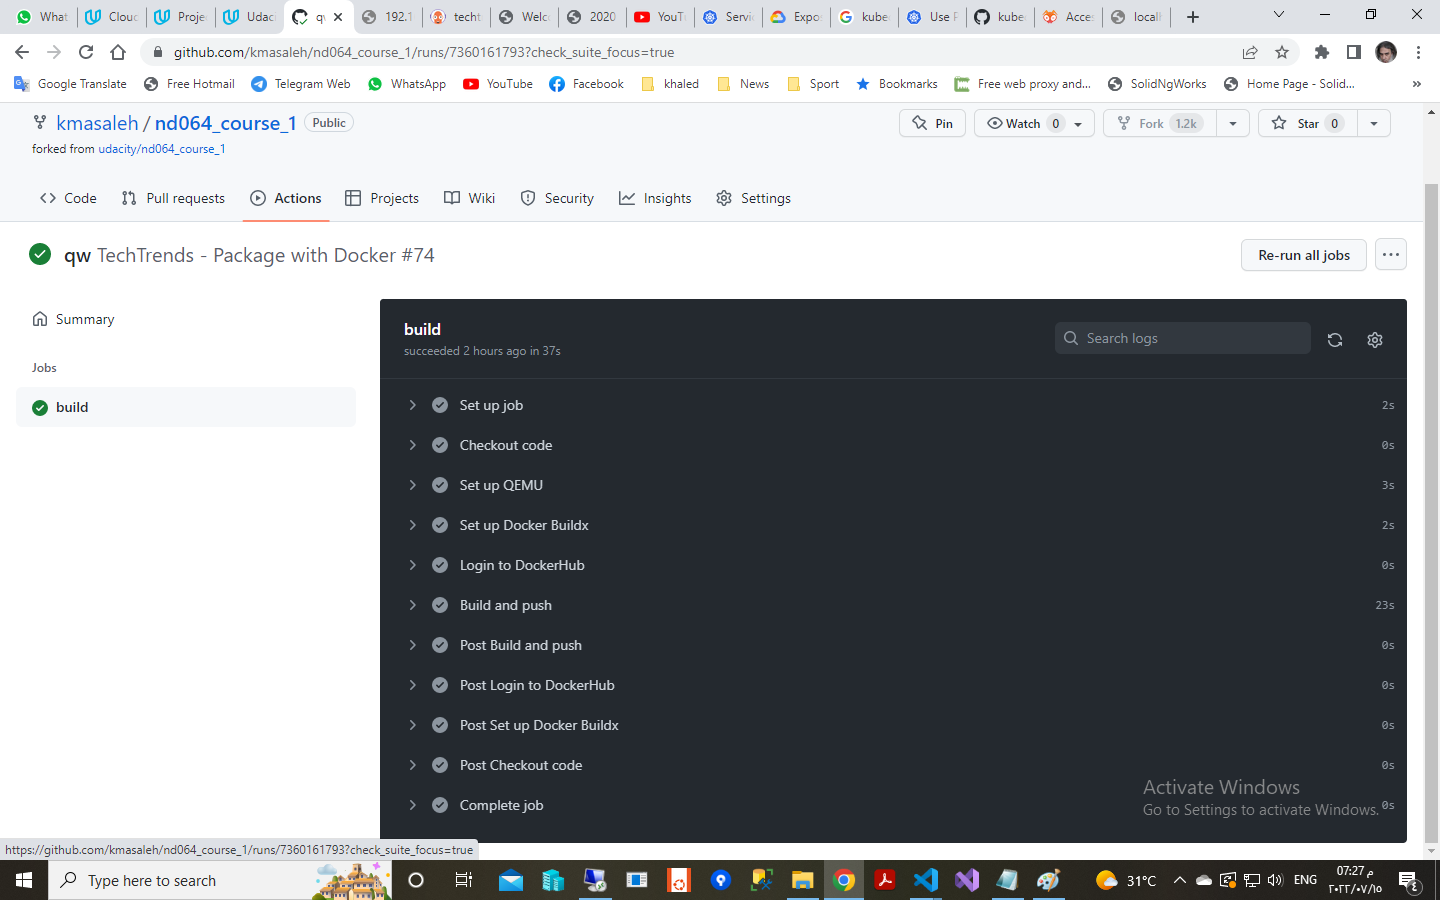 What
Cloud
Proje
Udaci
qw
192.1
techt
Welco
2020
YouTu
Servi
Expos
kube
Use P
kube
Acces
local
github.com/kmasaleh/nd064_course_1/runs/7360161793?check_suite_focus=true
Google Translate
Free Hotmail
Telegram Web
WhatsApp
YouTube
Facebook
khaled
News
Sport
Bookmarks
Free web proxy and...
SolidNgWorks
Home Page - Solid...
»
kmasaleh / nd064_course_1 Public
Pin
Watch 0
Fork 1.2k
Star 0
forked from udacity/nd064_course_1
Code
Pull requests
Actions
Projects
Wiki
Security
Insights
Settings
qw TechTrends - Package with Docker #74
Re-run all jobs
Summary
Jobs
build
build
succeeded 2 hours ago in 37s
Search logs
Set up job 2s
Checkout code 0s
Set up QEMU 3s
Set up Docker Buildx 2s
Login to DockerHub 0s
Build and push 23s
Post Build and push 0s
Post Login to DockerHub 0s
Post Set up Docker Buildx 0s
Post Checkout code 0s
Complete job 0s
Activate Windows
Go to Settings to activate Windows.
https://github.com/kmasaleh/nd064_course_1/runs/7360161793?check_suite_focus=true
Type here to search
31°C
ENG
07:27 م
٢٠٢٢/٠٧/١٥
٤